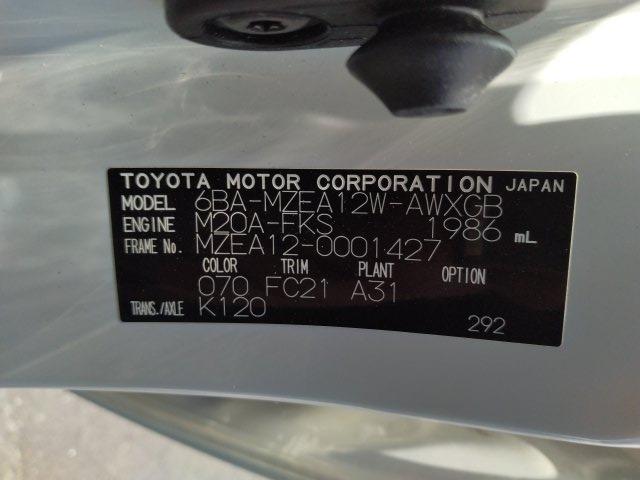 TOYOTA MOTOR CORPORATION JAPAN
MODEL 6BA-MZEA12W-AWXGB
ENGINE M20A-FKS 1986 mL
FRAME No. MZEA12-0001427
COLOR TRIM PLANT OPTION
070 FC21 A31
TRANS./AXLE K120
292